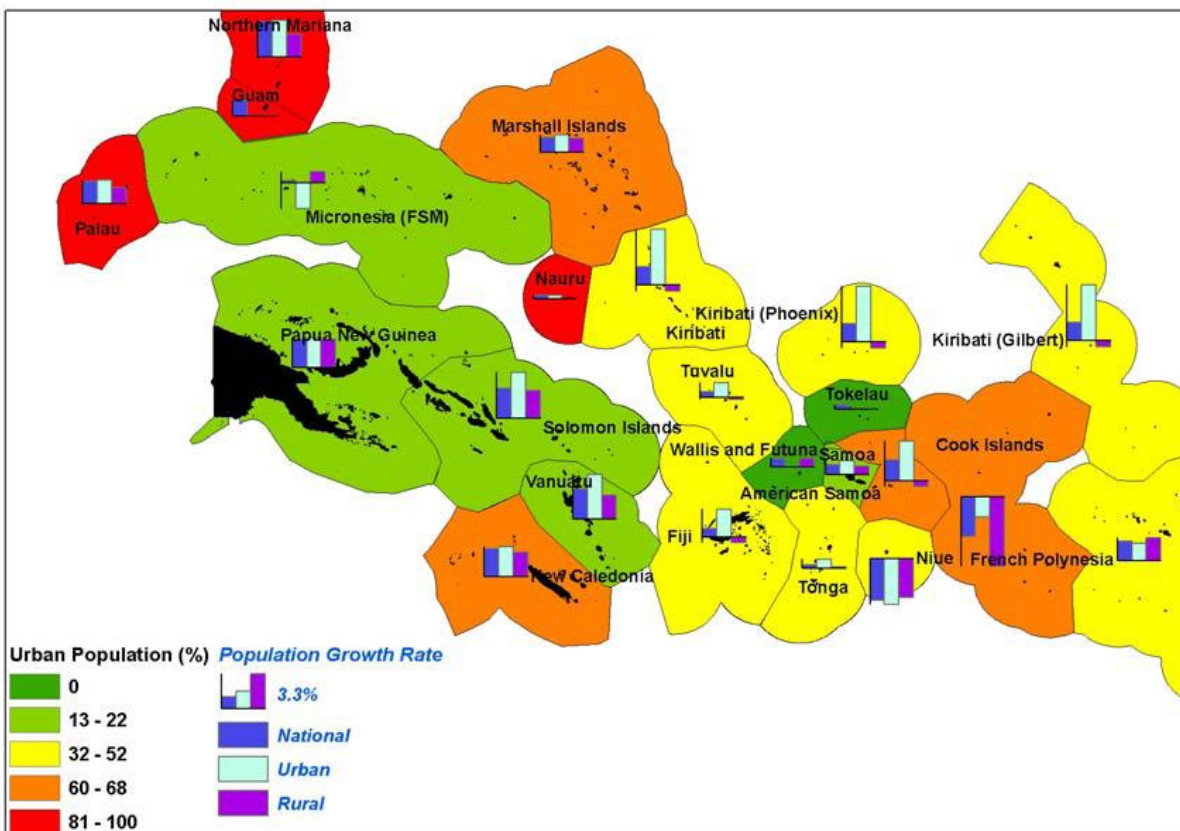 Northern Mariana
Guam
Marshall Islands
Palau
Micronesia (FSM)
Nauru
Kiribati (Phoenix)
Kiribati
Kiribati (Gilbert)
Papua New Guinea
Tuvalu
Tokelau
Solomon Islands
Wallis and Futuna
Samoa
Cook Islands
Vanuatu
American Samoa
Fiji
Niue
French Polynesia
New Caledonia
Tonga
Urban Population (%)
Population Growth Rate
0
3.3%
13 - 22
National
32 - 52
Urban
60 - 68
Rural
81 - 100